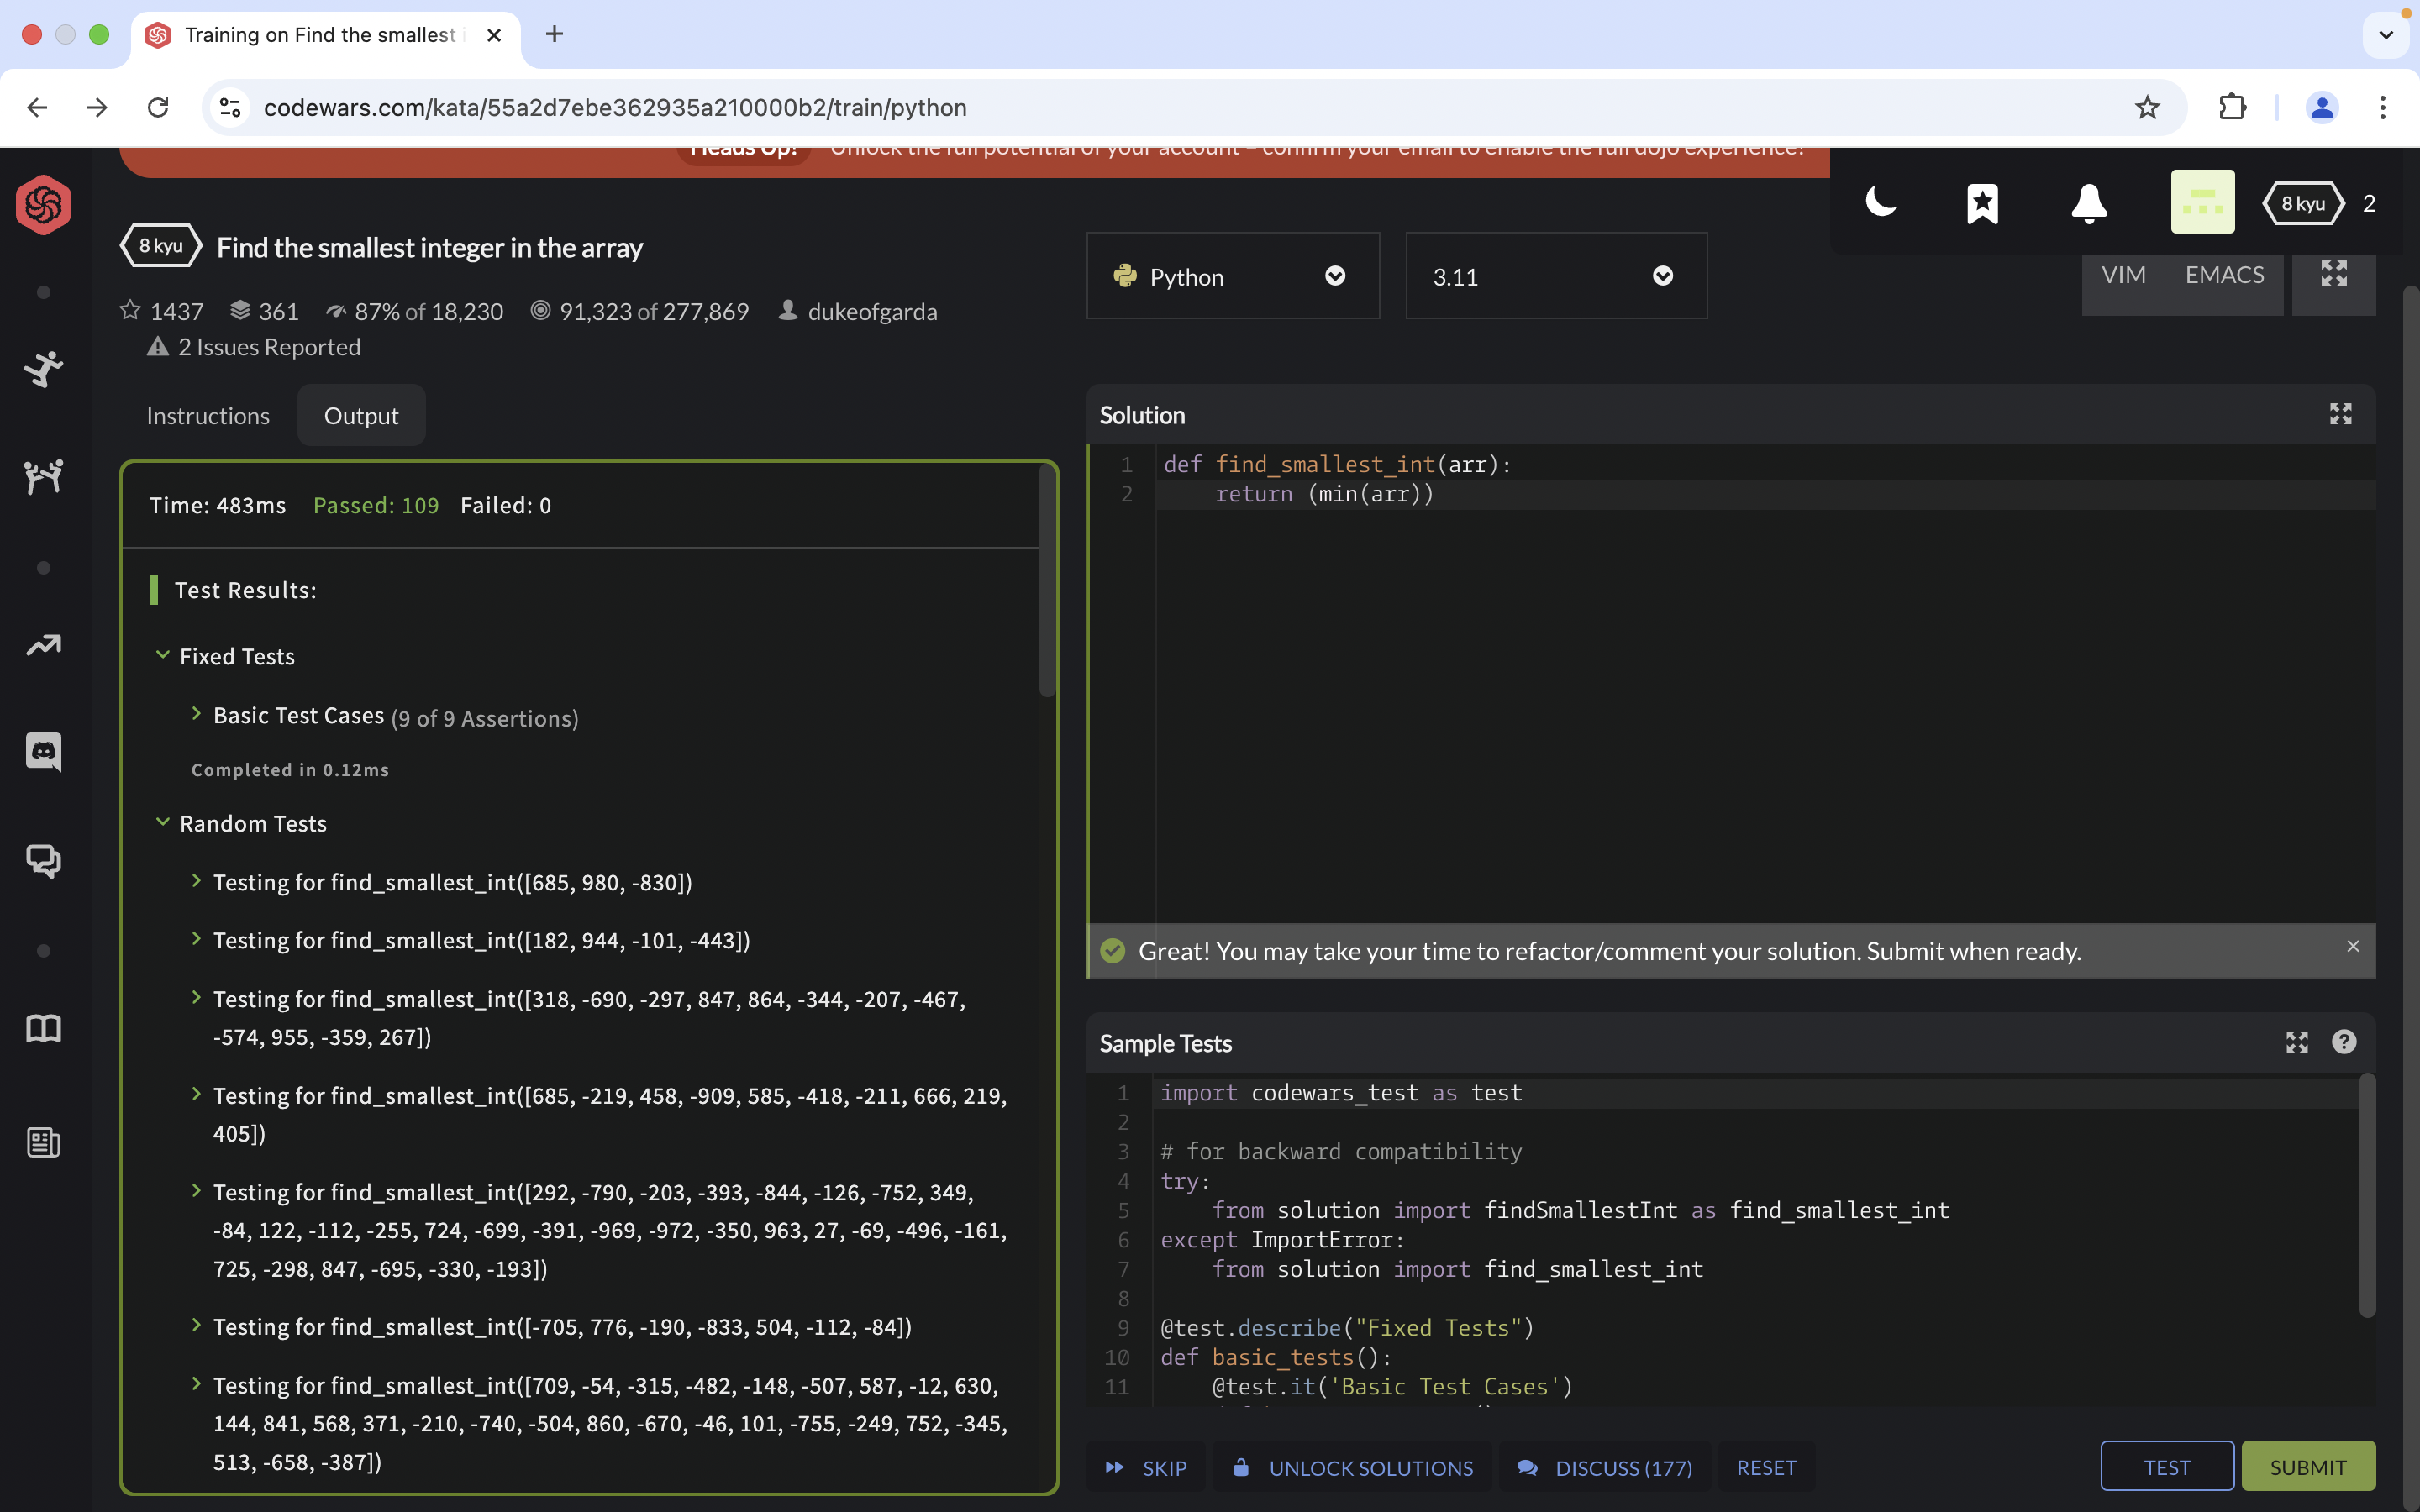 Training on Find the smallest i
codewars.com/kata/55a2d7ebe362935a210000b2/train/python
Heads Up! Unlock the full potential of your account – confirm your email to enable the full dojo experience!
8 kyu 2
8 kyu Find the smallest integer in the array
1437 361 87% of 18,230 91,323 of 277,869 dukeofgarda
2 Issues Reported
Python 3.11
VIM EMACS
Instructions Output
Time: 483ms Passed: 109 Failed: 0
Test Results:
Fixed Tests
Basic Test Cases (9 of 9 Assertions)
Completed in 0.12ms
Random Tests
Testing for find_smallest_int([685, 980, -830])
Testing for find_smallest_int([182, 944, -101, -443])
Testing for find_smallest_int([318, -690, -297, 847, 864, -344, -207, -467,
-574, 955, -359, 267])
Testing for find_smallest_int([685, -219, 458, -909, 585, -418, -211, 666, 219,
405])
Testing for find_smallest_int([292, -790, -203, -393, -844, -126, -752, 349,
-84, 122, -112, -255, 724, -699, -391, -969, -972, -350, 963, 27, -69, -496, -161,
725, -298, 847, -695, -330, -193])
Testing for find_smallest_int([-705, 776, -190, -833, 504, -112, -84])
Testing for find_smallest_int([709, -54, -315, -482, -148, -507, 587, -12, 630,
144, 841, 568, 371, -210, -740, -504, 860, -670, -46, 101, -755, -249, 752, -345,
513, -658, -387])
Solution
1 def find_smallest_int(arr):
2 return (min(arr))
Great! You may take your time to refactor/comment your solution. Submit when ready.
Sample Tests
1 import codewars_test as test
2
3 # for backward compatibility
4 try:
5 from solution import findSmallestInt as find_smallest_int
6 except ImportError:
7 from solution import find_smallest_int
8
9 @test.describe("Fixed Tests")
10 def basic_tests():
11 @test.it('Basic Test Cases')
SKIP UNLOCK SOLUTIONS DISCUSS (177) RESET TEST SUBMIT